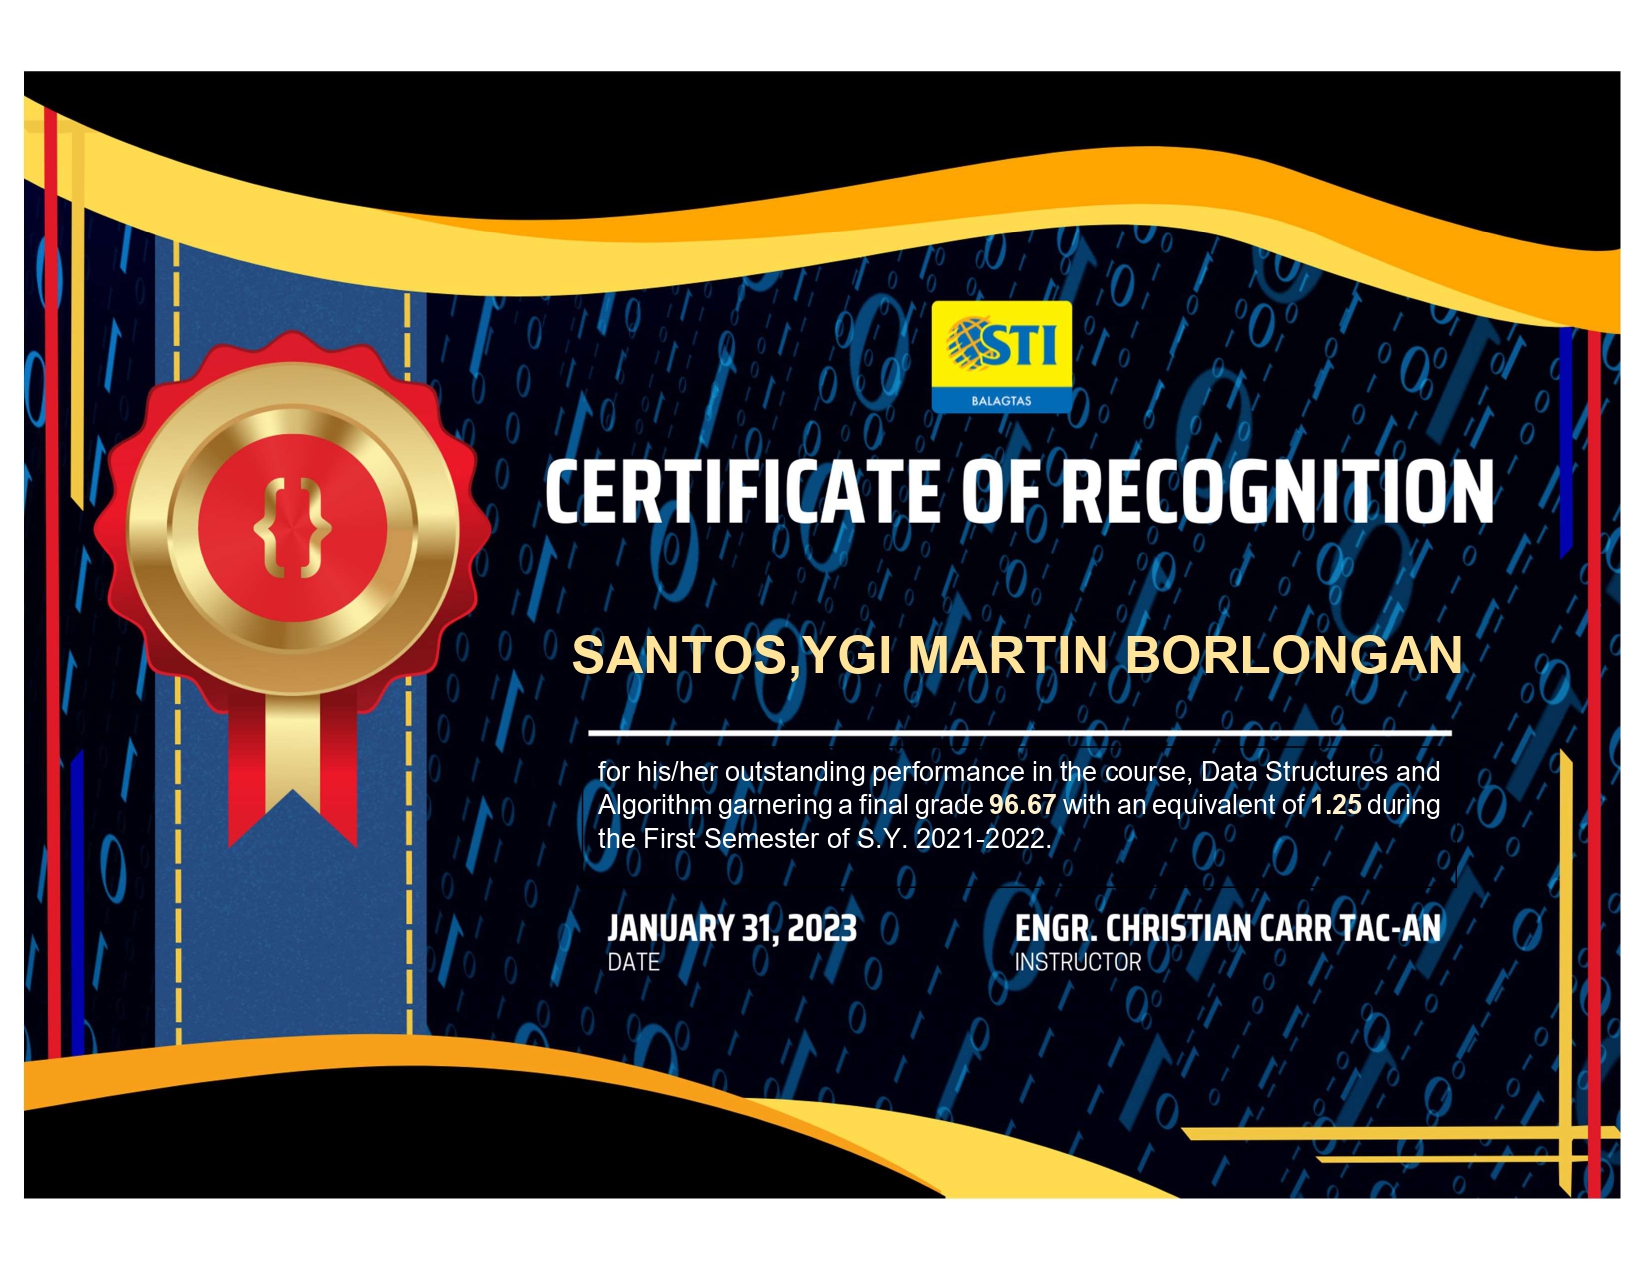 STI
BALAGTAS
CERTIFICATE OF RECOGNITION
SANTOS,YGI MARTIN BORLONGAN
for his/her outstanding performance in the course, Data Structures and
Algorithm garnering a final grade 96.67 with an equivalent of 1.25 during
the First Semester of S.Y. 2021-2022.
JANUARY 31, 2023
DATE
ENGR. CHRISTIAN CARR TAC-AN
INSTRUCTOR
{}